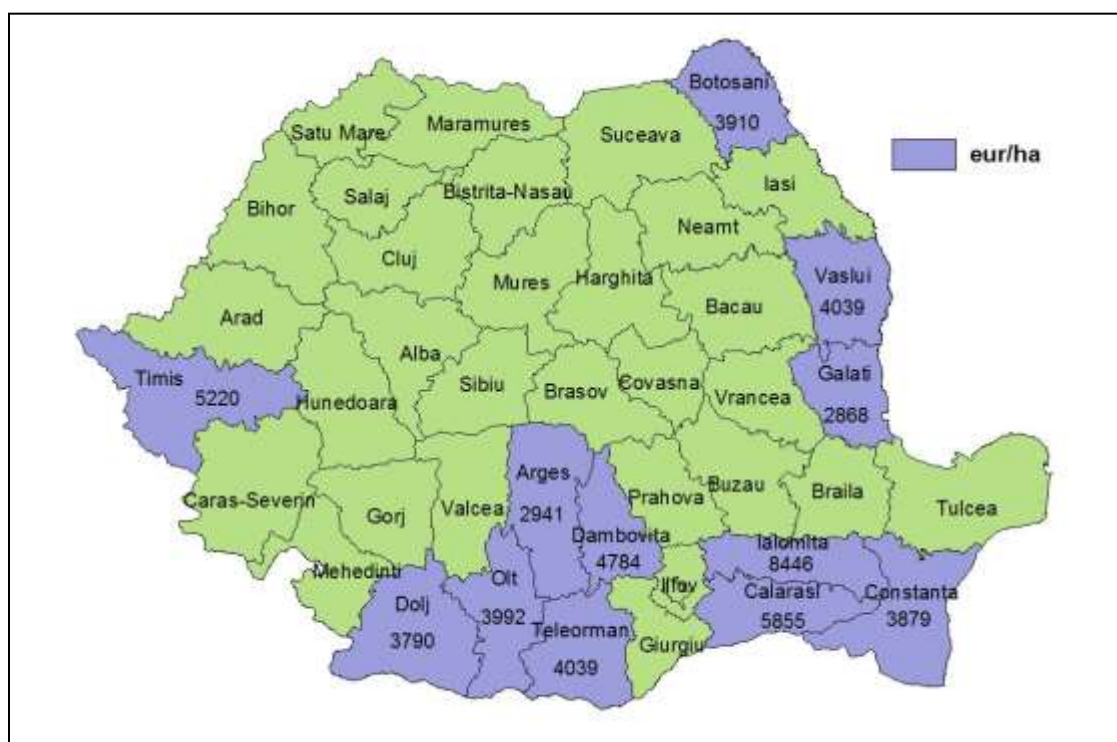 Botosani
3910
eur/ha
Satu Mare
Maramures
Suceava
Iasi
Salaj
Bistrita-Nasau
Bihor
Neamt
Cluj
Mures
Harghita
Vaslui
4039
Bacau
Arad
Alba
Timis
5220
Sibiu
Brasov
Covasna
Galati
2868
Hunedoara
Vrancea
Arges
2941
Caras-Severin
Gorj
Valcea
Prahova
Buzau
Braila
Tulcea
Dambovita
4784
Ialomita
8446
Mehedinti
Olt
3992
Ilfov
Calarasi
5855
Constanta
3879
Dolj
3790
Teleorman
4039
Giurgiu